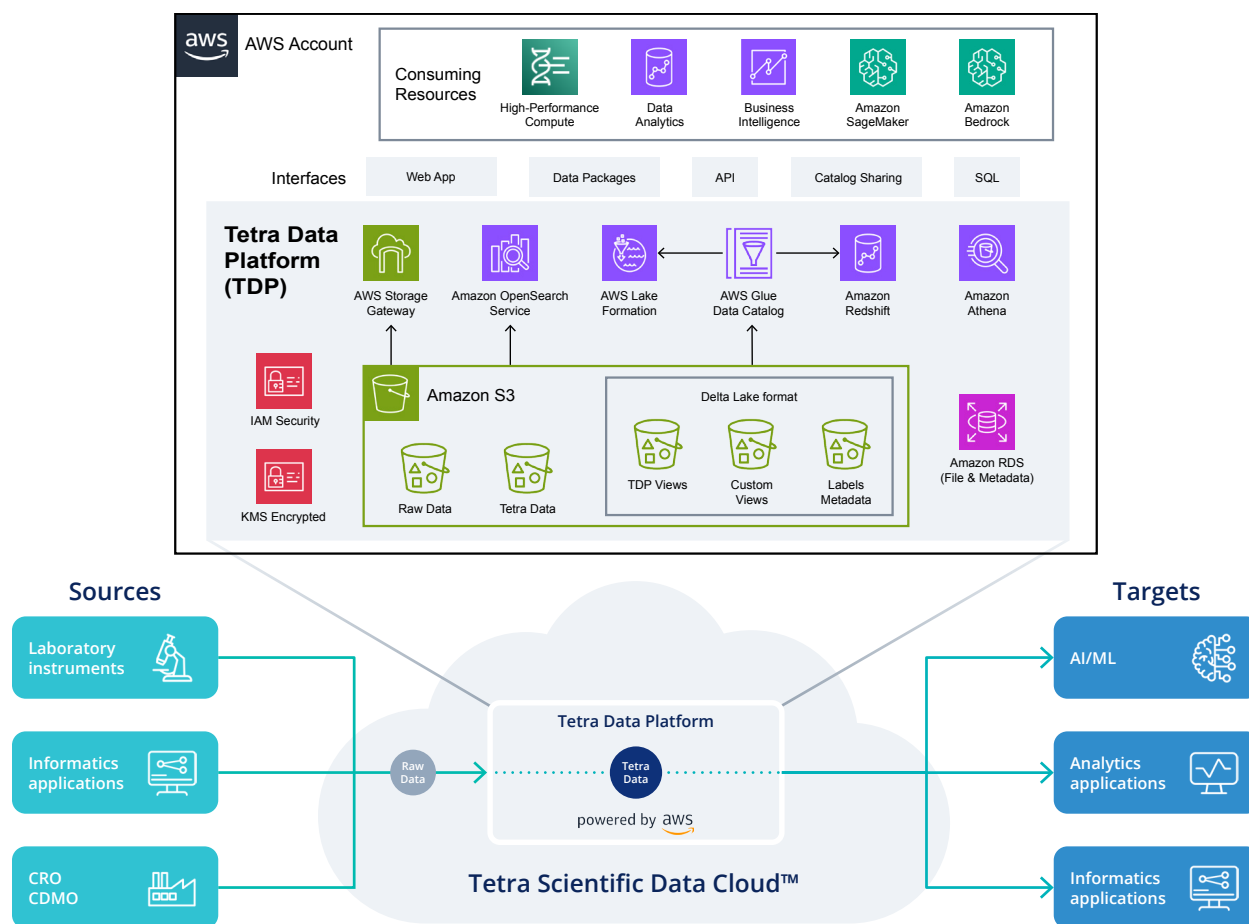 aws
AWS Account
Consuming
Resources
High-Performance
Compute
Data
Analytics
Business
Intelligence
Amazon
SageMaker
Amazon
Bedrock
Interfaces
Web App
Data Packages
API
Catalog Sharing
SQL
Tetra Data
Platform
(TDP)
AWS Storage
Gateway
Amazon OpenSearch
Service
AWS Lake
Formation
AWS Glue
Data Catalog
Amazon
Redshift
Amazon
Athena
IAM Security
KMS Encrypted
Amazon S3
Raw Data
Tetra Data
Delta Lake format
TDP Views
Custom
Views
Labels
Metadata
Amazon RDS
(File & Metadata)
Sources
Laboratory
instruments
Informatics
applications
CRO
CDMO
Raw
Data
Tetra Data Platform
Tetra
Data
powered by aws
Tetra Scientific Data Cloud™
Targets
AI/ML
Analytics
applications
Informatics
applications